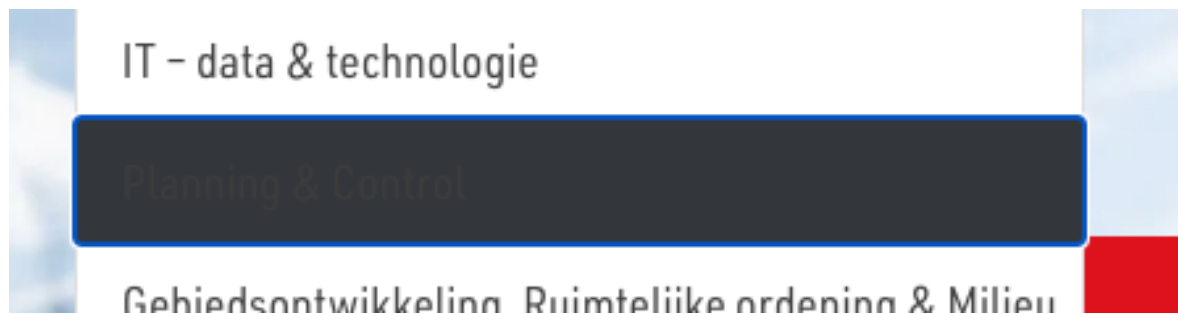 IT – data & technologie
Planning & Control
Gebiedsontwikkeling, Ruimtelijke ordening & Milieu